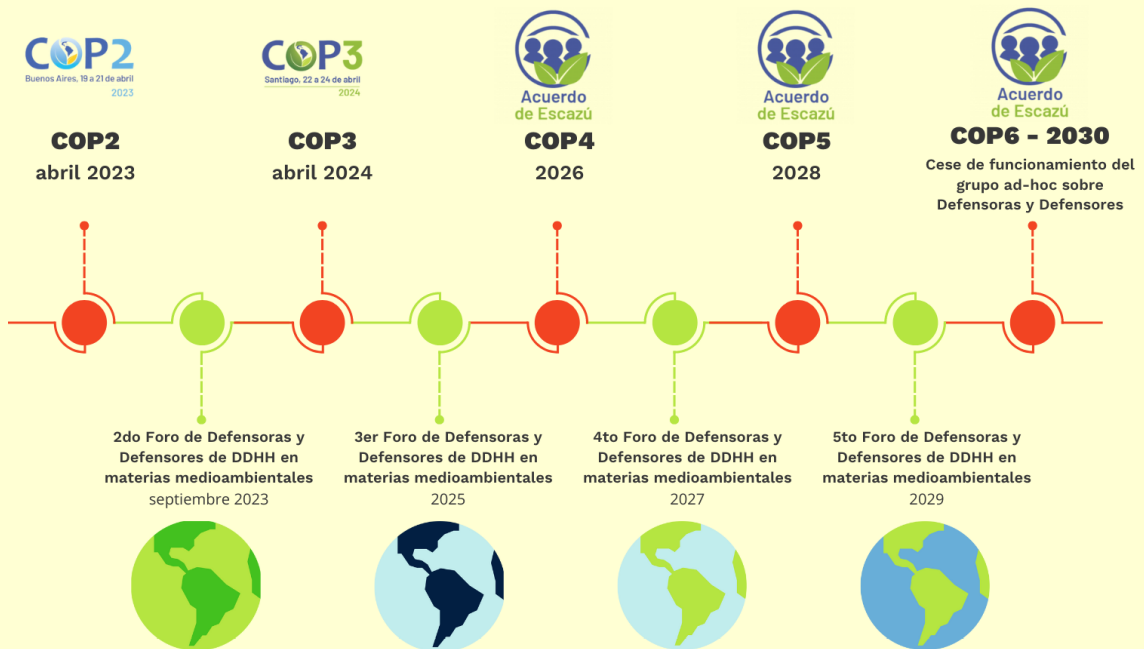 COP2
Buenos Aires, 19 a 21 de abril
2023
COP2
abril 2023
COP3
Santiago, 22 a 24 de abril
2024
COP3
abril 2024
Acuerdo
de Escazú
COP4
2026
Acuerdo
de Escazú
COP5
2028
Acuerdo
de Escazú
COP6 - 2030
Cese de funcionamiento del
grupo ad-hoc sobre
Defensoras y Defensores
2do Foro de Defensoras y
Defensores de DDHH en
materias medioambientales
septiembre 2023
3er Foro de Defensoras y
Defensores de DDHH en
materias medioambientales
2025
4to Foro de Defensoras y
Defensores de DDHH en
materias medioambientales
2027
5to Foro de Defensoras y
Defensores de DDHH en
materias medioambientales
2029